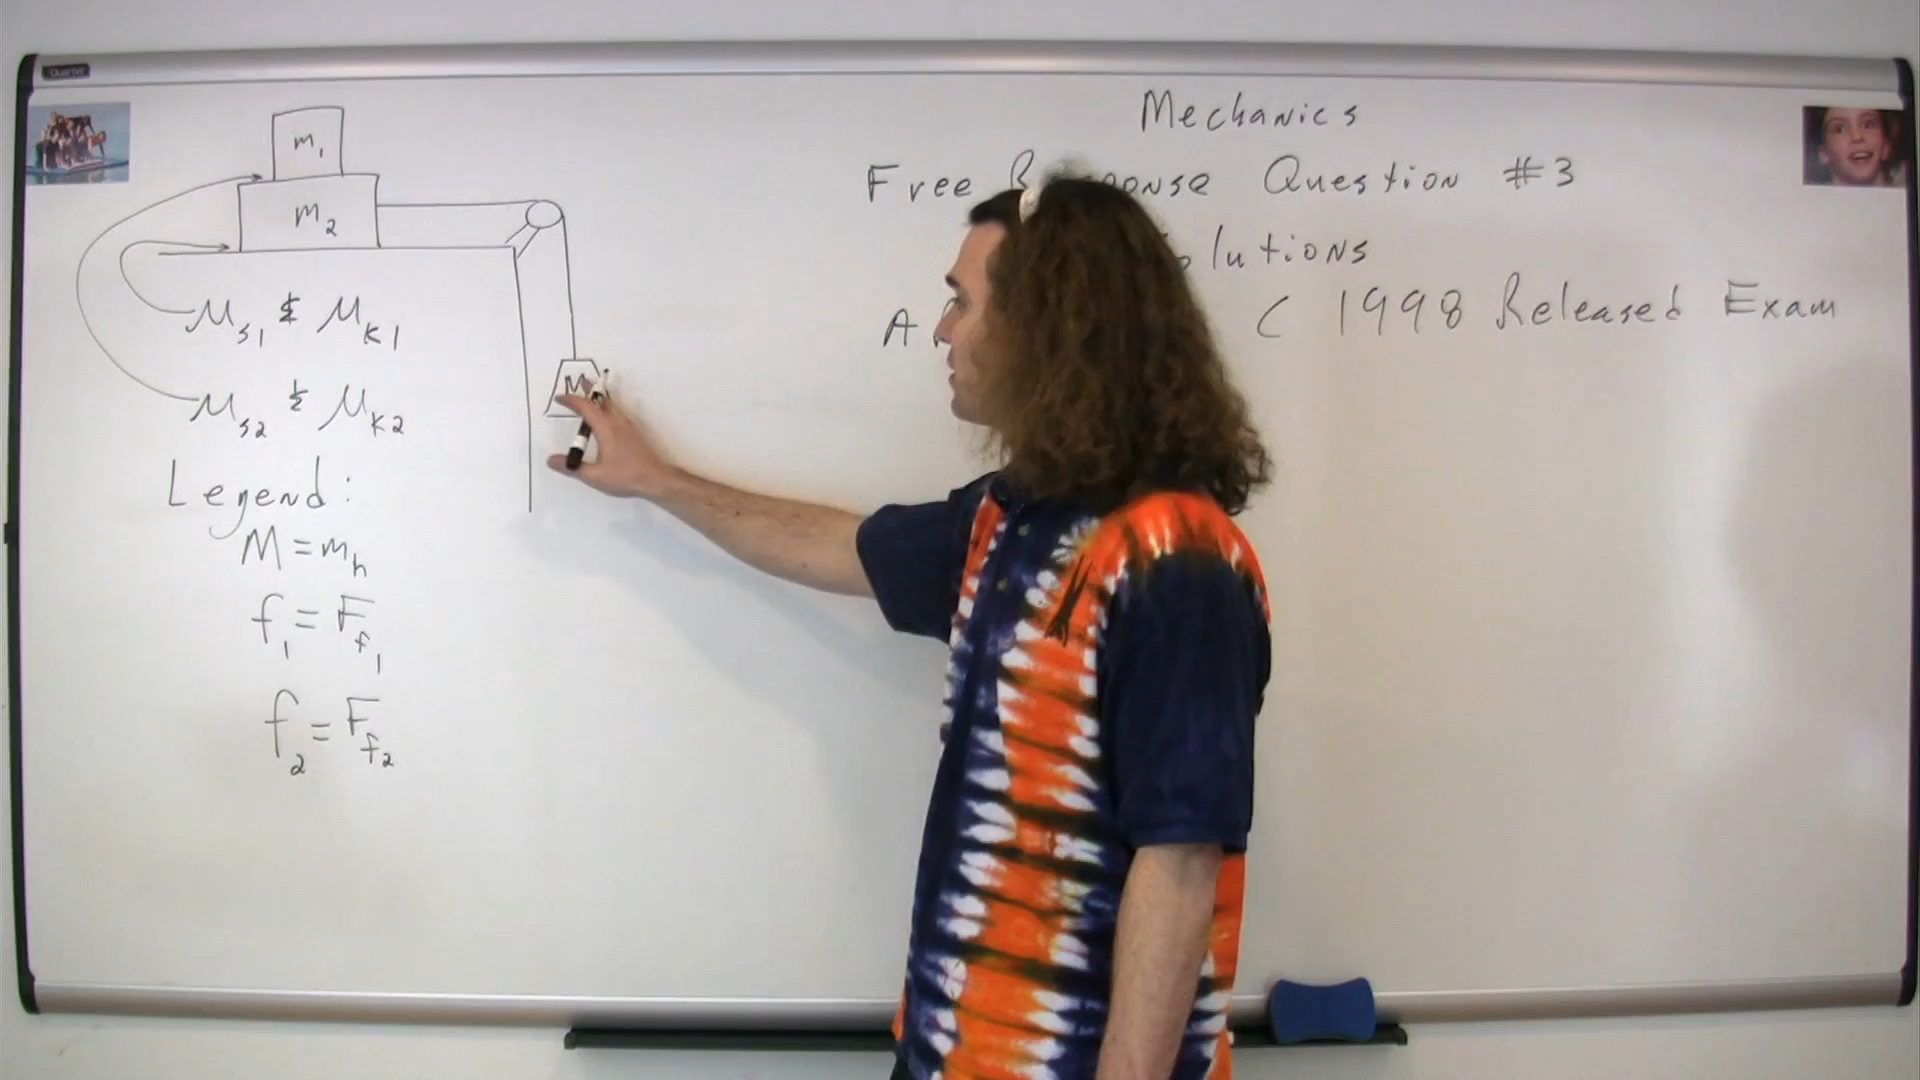 Quartet
m₁
m₂
M
μs1 & μk1
μs2 & μk2
Legend:
M = mh
f₁ = Ff1
f₂ = Ff2
Mechanics
Free Question #3
1998 Released Exam